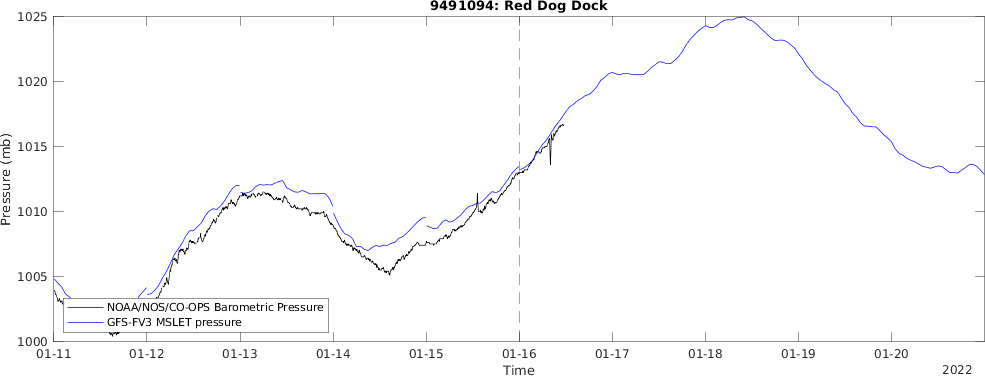 9491094: Red Dog Dock
Pressure (mb)
1025
1020
1015
1010
1005
1000
NOAA/NOS/CO-OPS Barometric Pressure
GFS-FV3 MSLET pressure
01-11 01-12 01-13 01-14 01-15 01-16 01-17 01-18 01-19 01-20
Time
2022